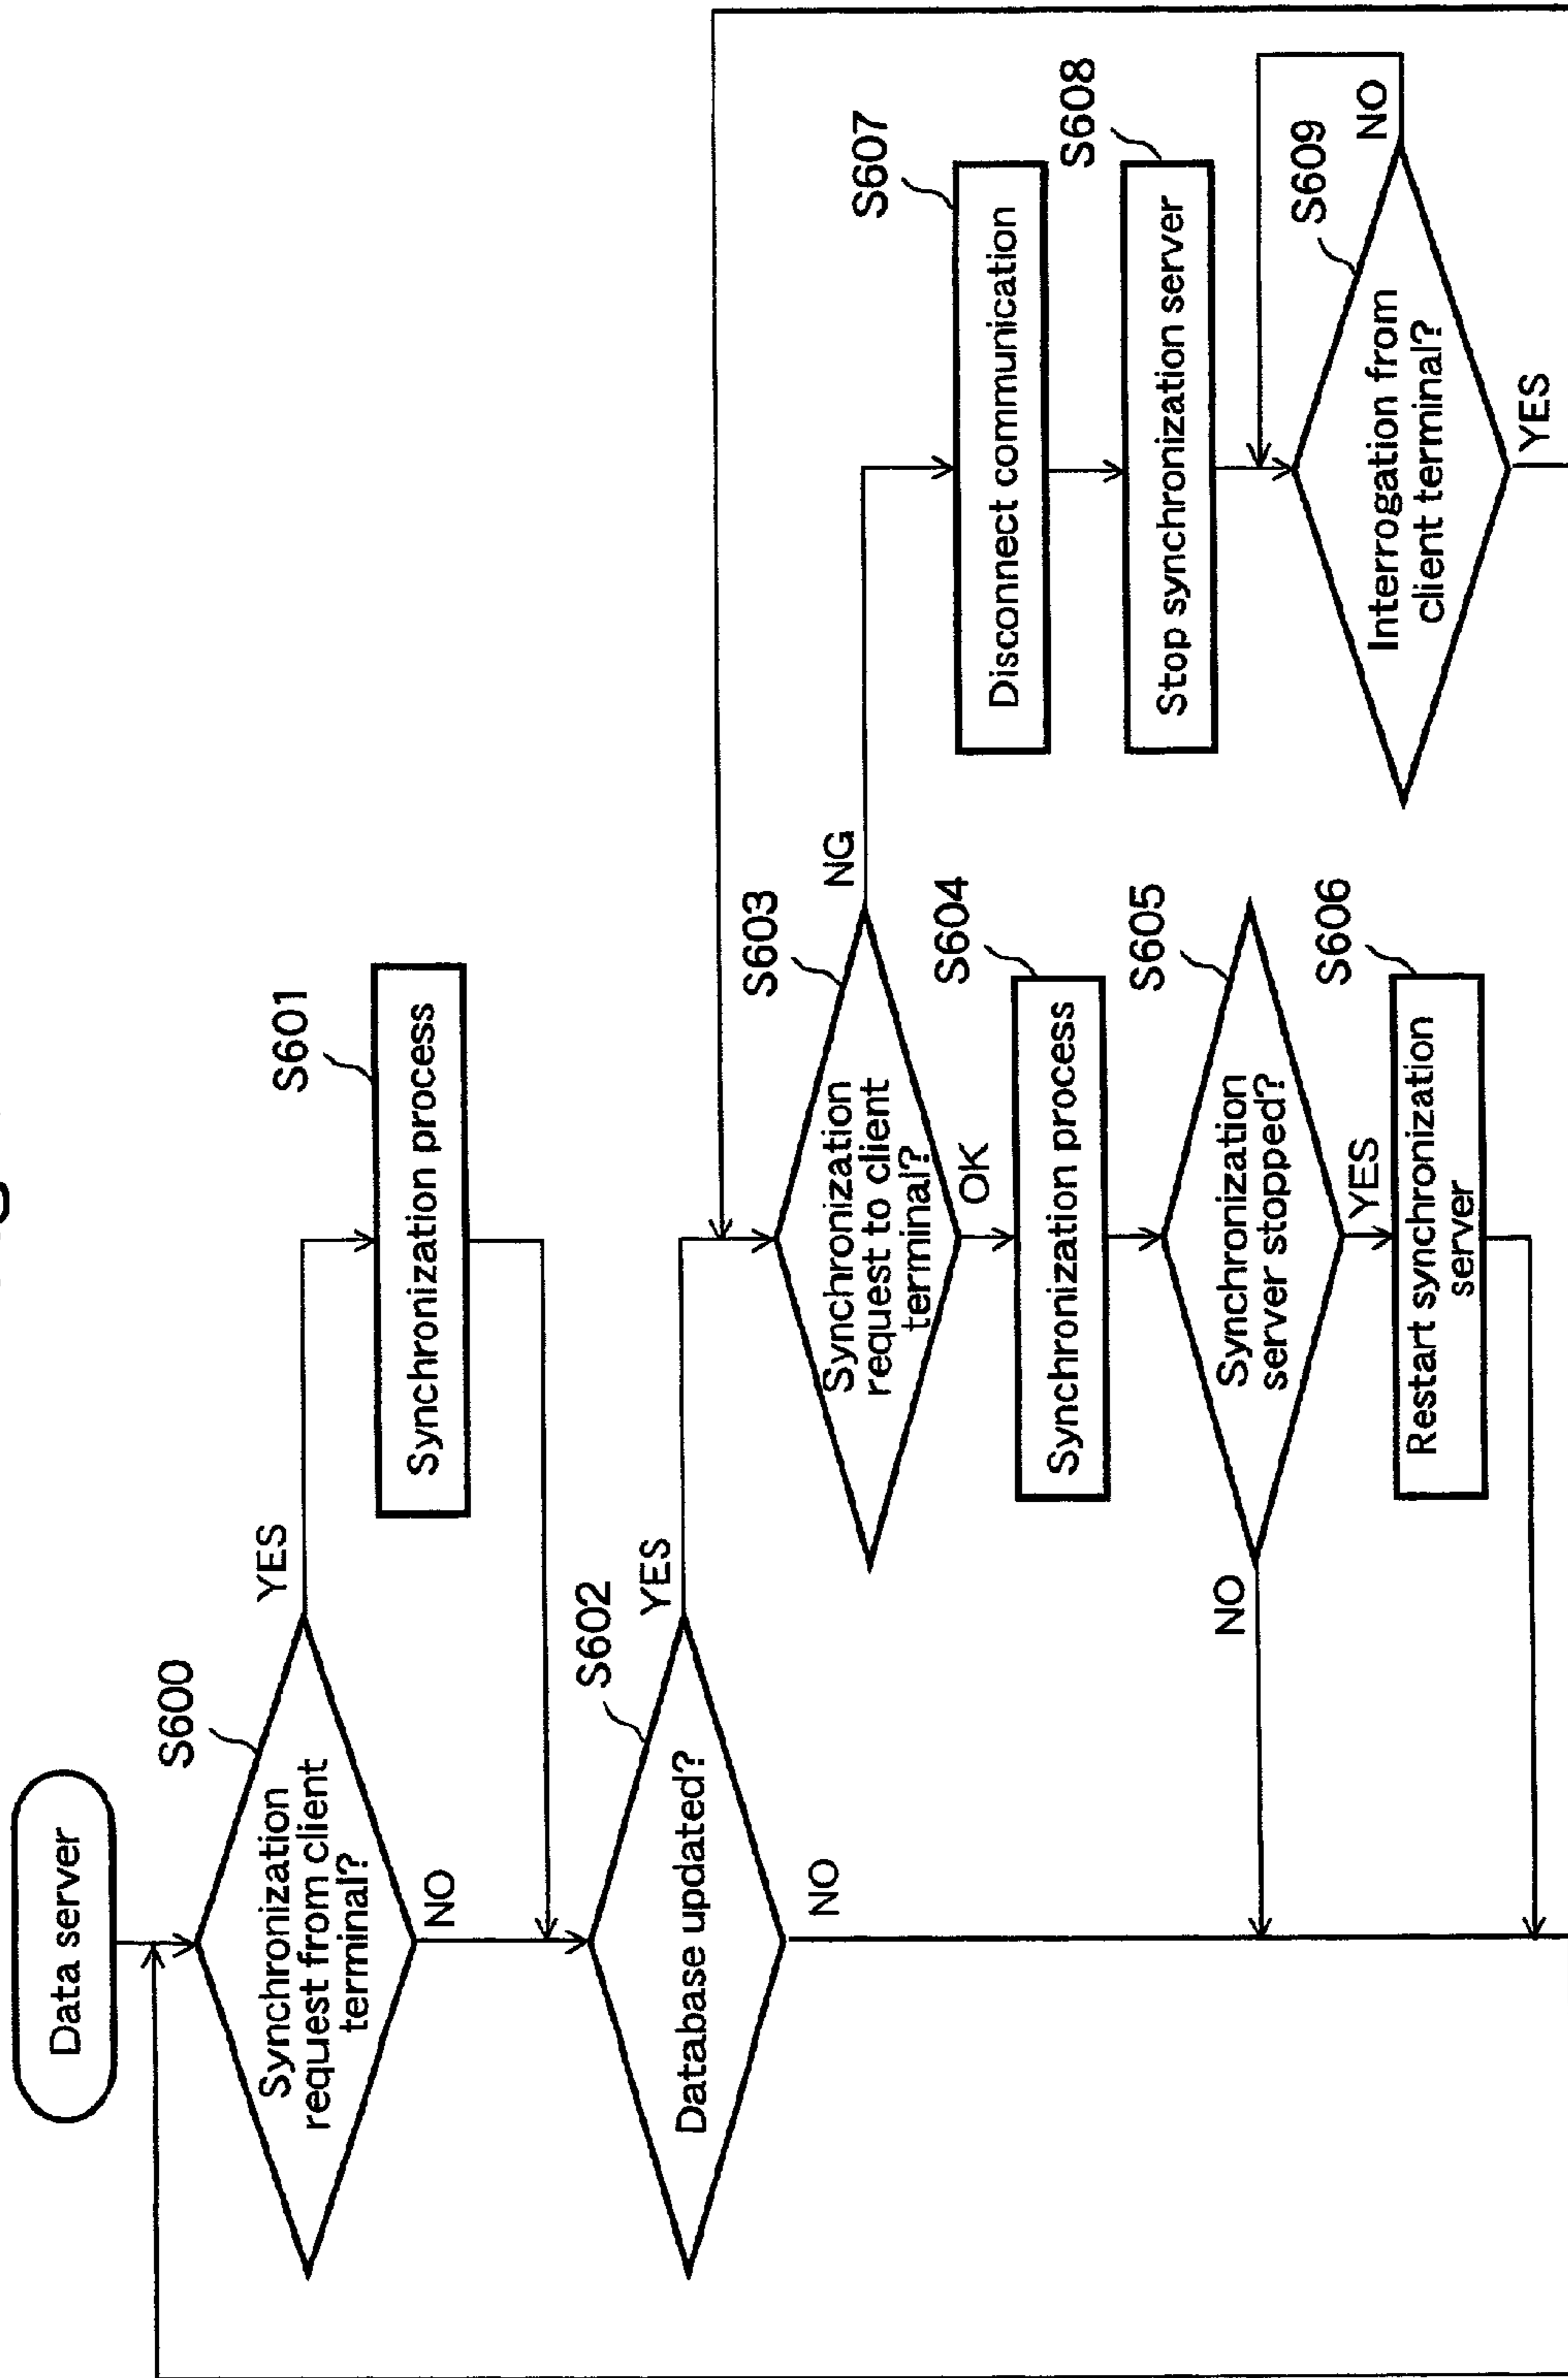 Data server
S600
Synchronization
request from client
terminal?
YES
NO
S601
Synchronization process
S602
Database updated?
YES
NO
S603
Synchronization
request to client
terminal?
NG
OK
S604
Synchronization process
S605
Synchronization
server stopped?
NO
YES
S606
Restart synchronization
server
S607
Disconnect communication
S608
Stop synchronization server
S609
Interrogation from
client terminal?
NO
YES